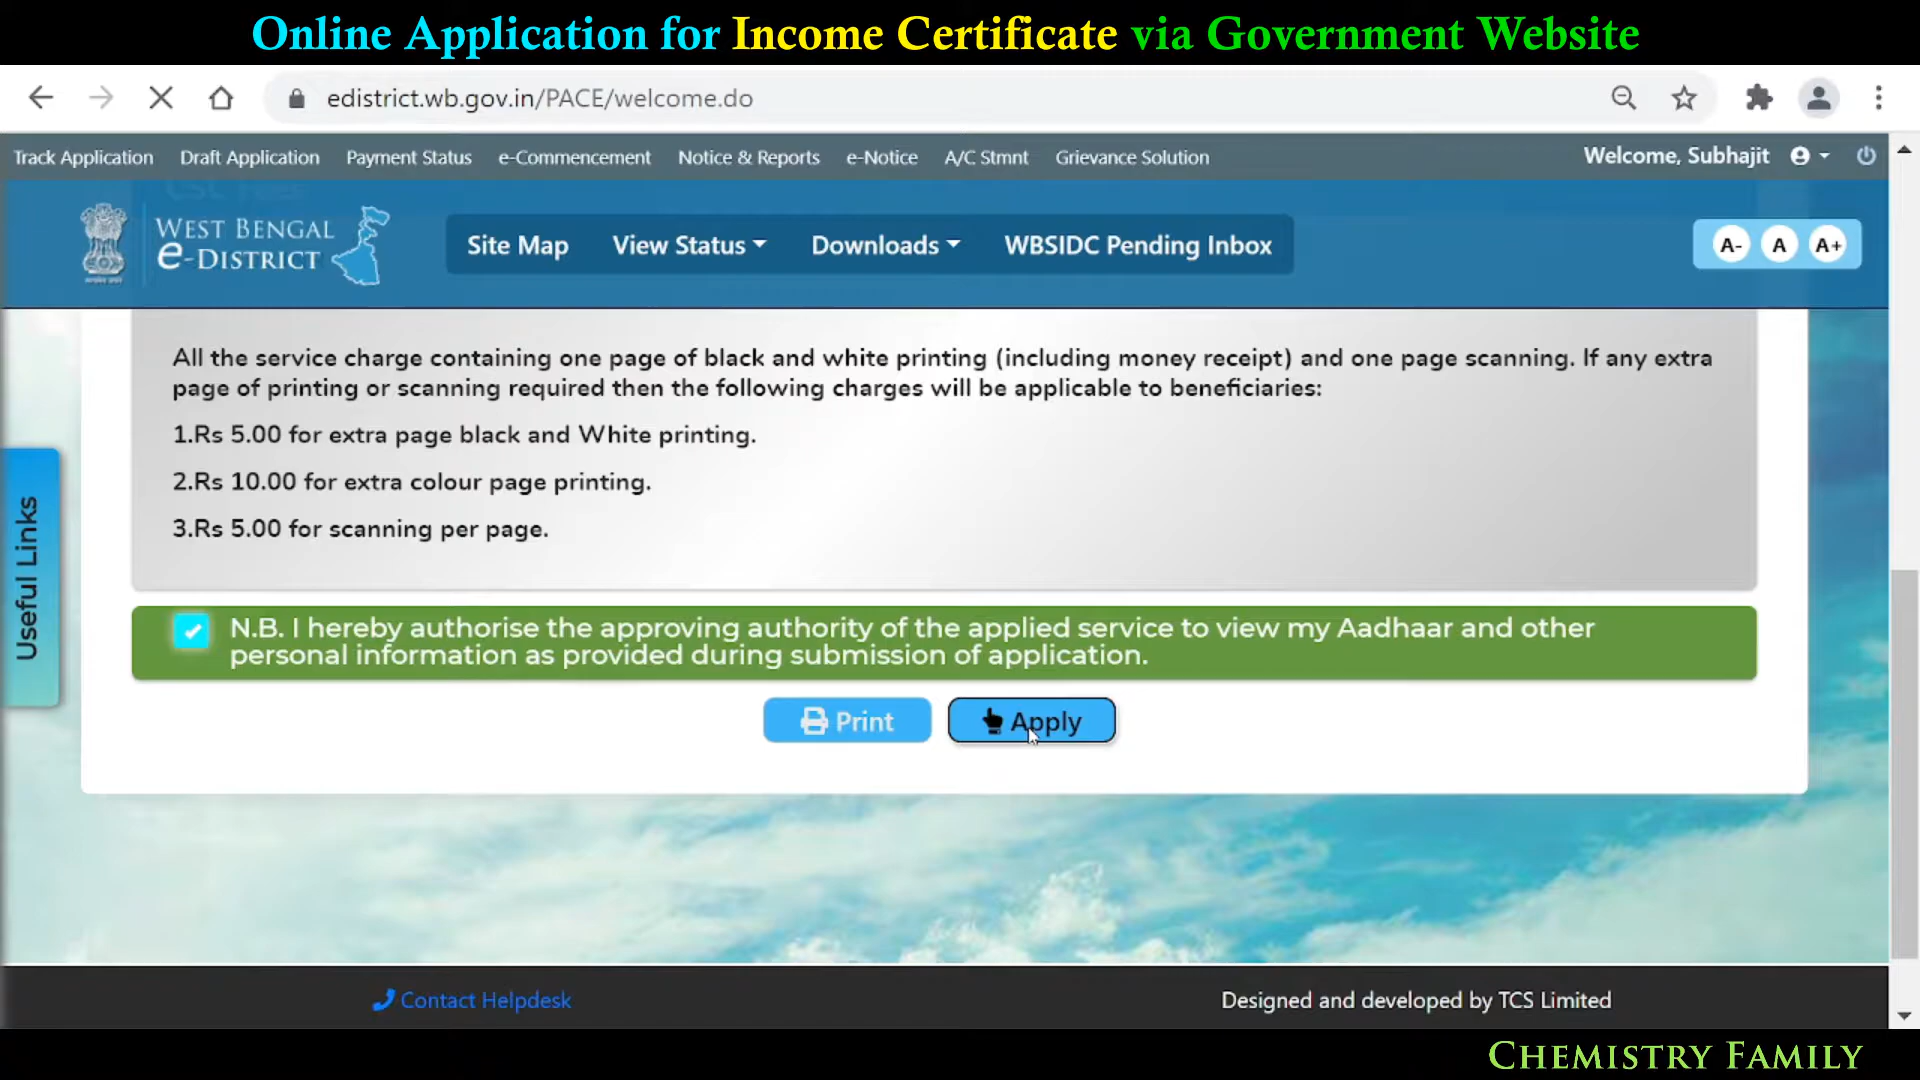 Online Application for Income Certificate via Government Website
edistrict.wb.gov.in/PACE/welcome.do
Track Application Draft Application Payment Status e-Commencement Notice & Reports e-Notice A/C Stmnt Grievance Solution Welcome, Subhajit
WEST BENGAL
e-DISTRICT
Site Map View Status Downloads WBSIDC Pending Inbox A- A A+
All the service charge containing one page of black and white printing (including money receipt) and one page scanning. If any extra
page of printing or scanning required then the following charges will be applicable to beneficiaries:
1.Rs 5.00 for extra page black and White printing.
2.Rs 10.00 for extra colour page printing.
3.Rs 5.00 for scanning per page.
Useful Links
N.B. I hereby authorise the approving authority of the applied service to view my Aadhaar and other
personal information as provided during submission of application.
Print Apply
Contact Helpdesk Designed and developed by TCS Limited
CHEMISTRY FAMILY